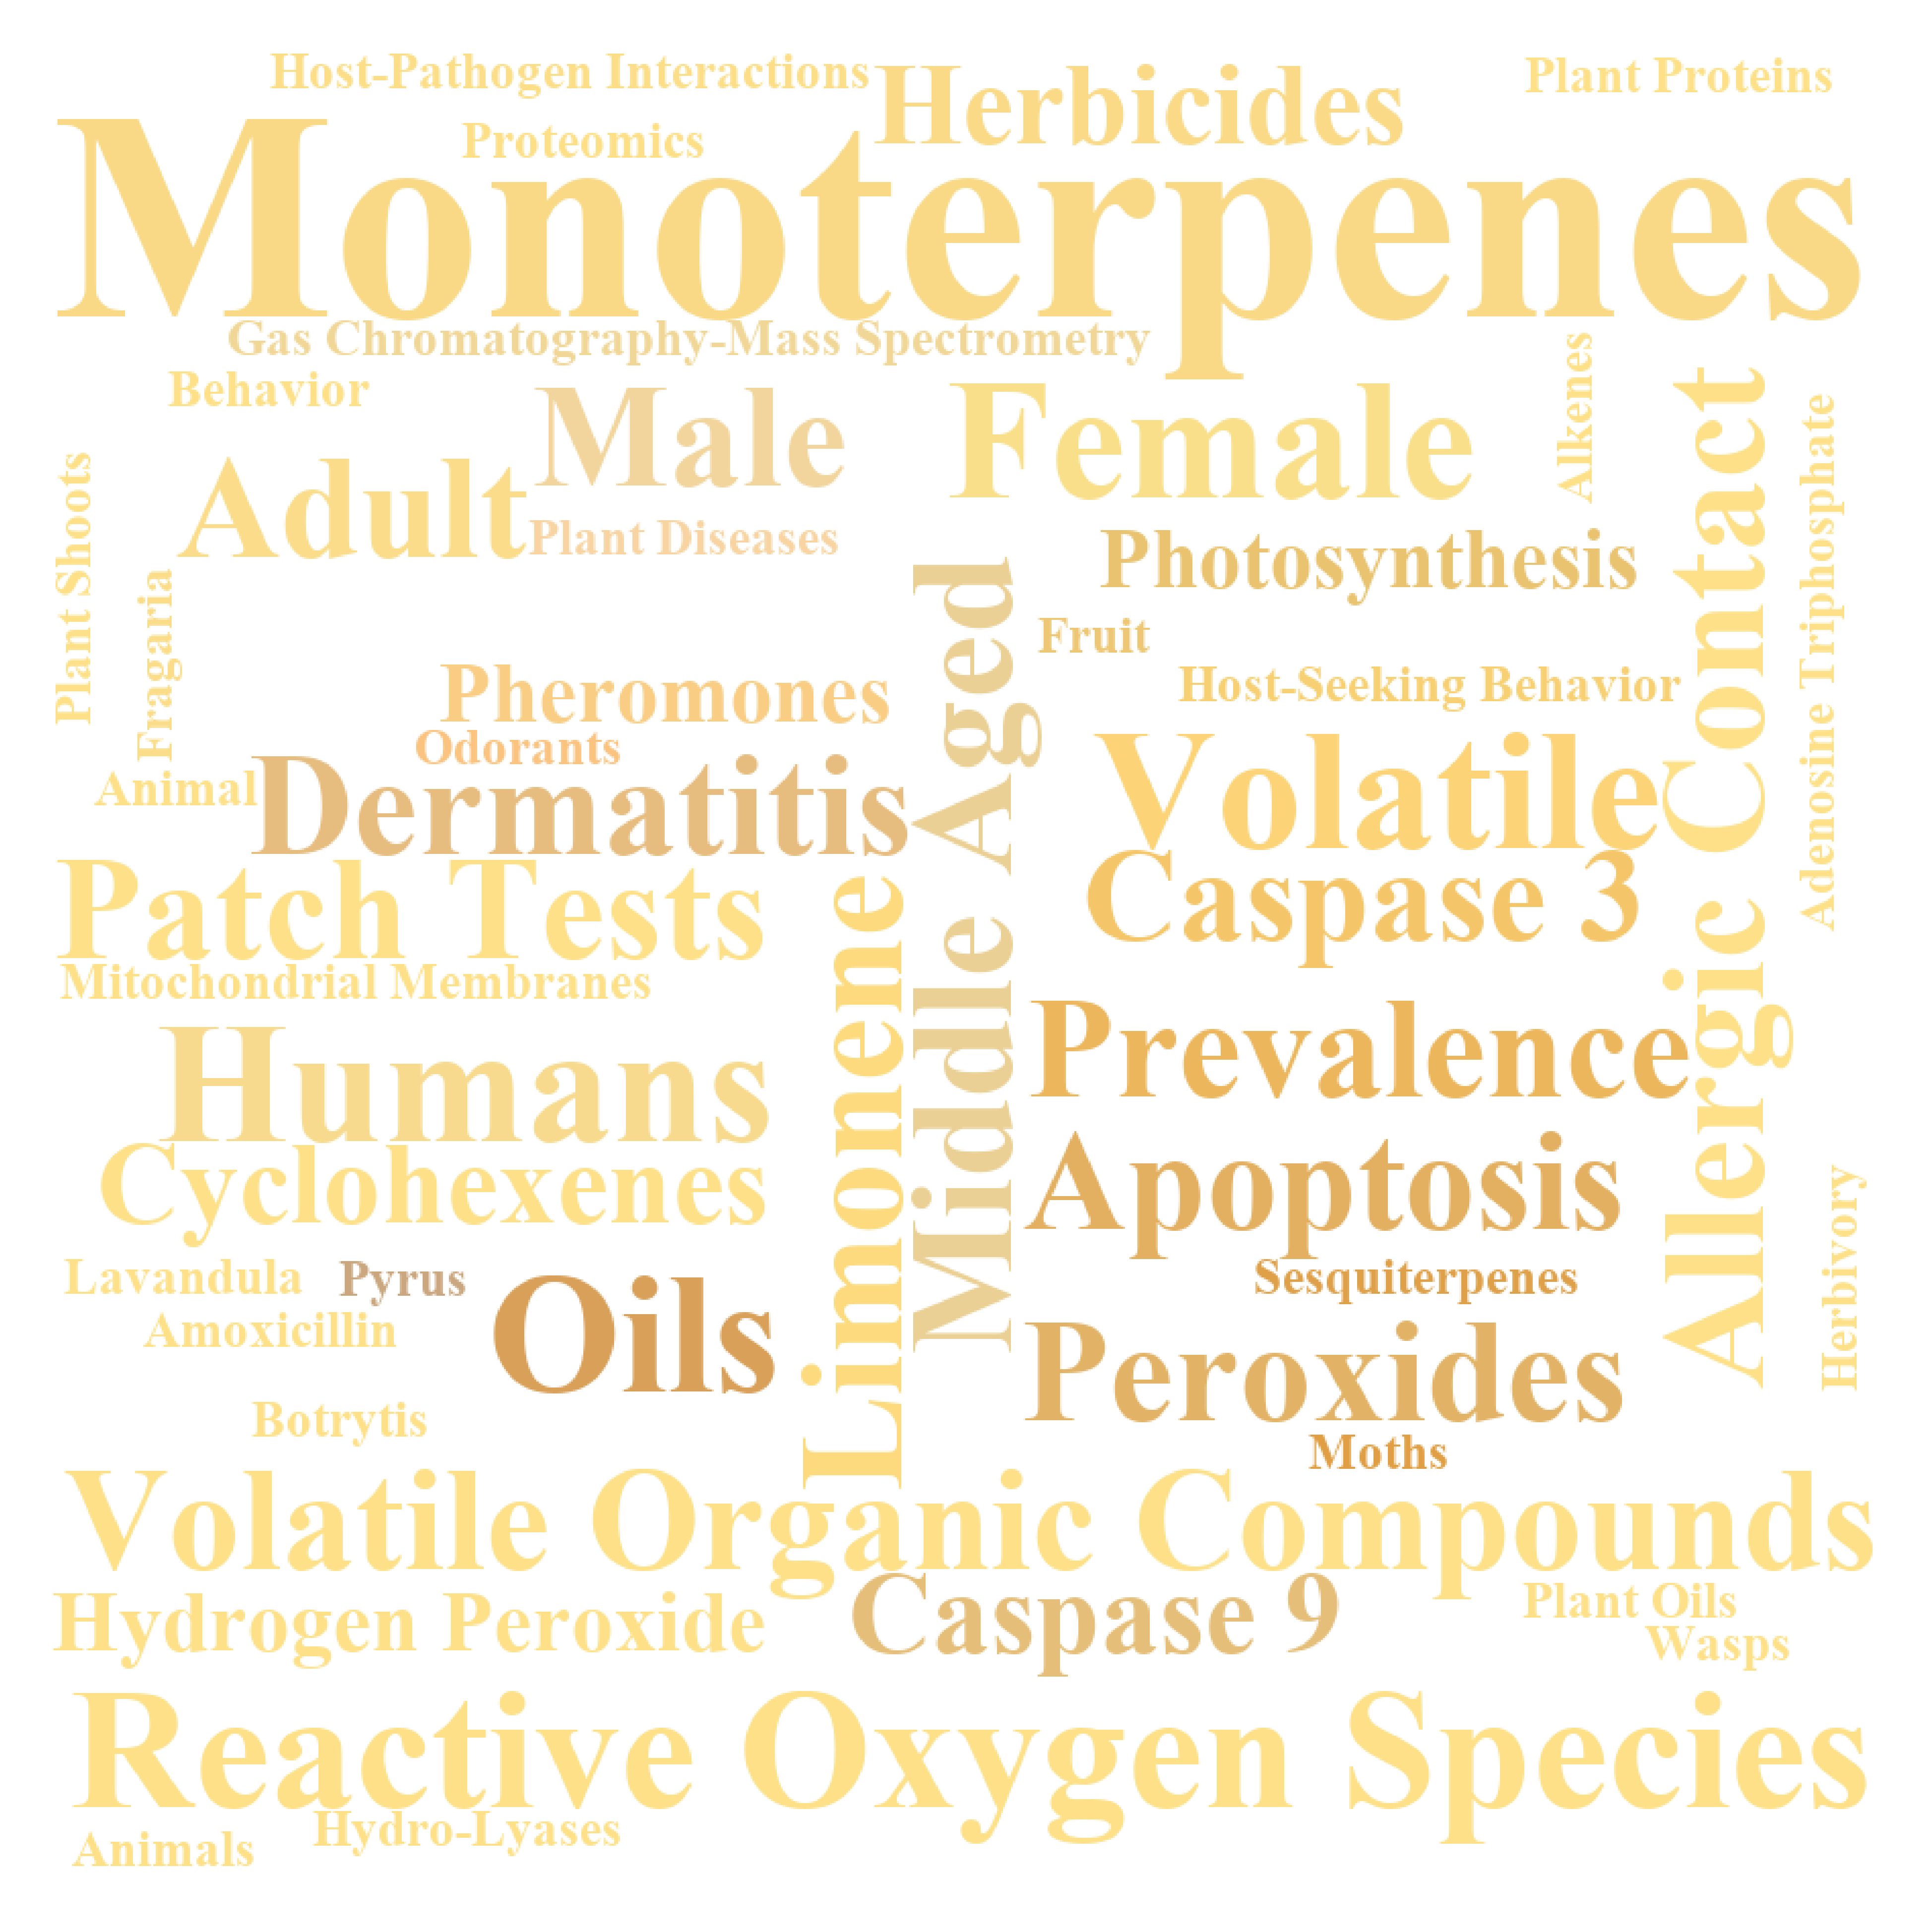 Host-Pathogen Interactions
Herbicides
Plant Proteins
Proteomics
Monoterpenes
Gas Chromatography-Mass Spectrometry
Behavior
Male
Female
Alkenes
Adult
Plant Diseases
Photosynthesis
Allergic Contact
Adenosine Triphosphate
Plant Shoots
Fragaria
Fruit
Host-Seeking Behavior
Pheromones
Odorants
Middle Aged
Animal
Dermatitis
Volatile
Caspase 3
Patch Tests
Limonene
Mitochondrial Membranes
Prevalence
Humans
Cyclohexenes
Apoptosis
Herbivory
Lavandula
Pyrus
Oils
Sesquiterpenes
Amoxicillin
Peroxides
Botrytis
Moths
Volatile Organic Compounds
Hydrogen Peroxide
Caspase 9
Plant Oils
Wasps
Reactive Oxygen Species
Hydro-Lyases
Animals